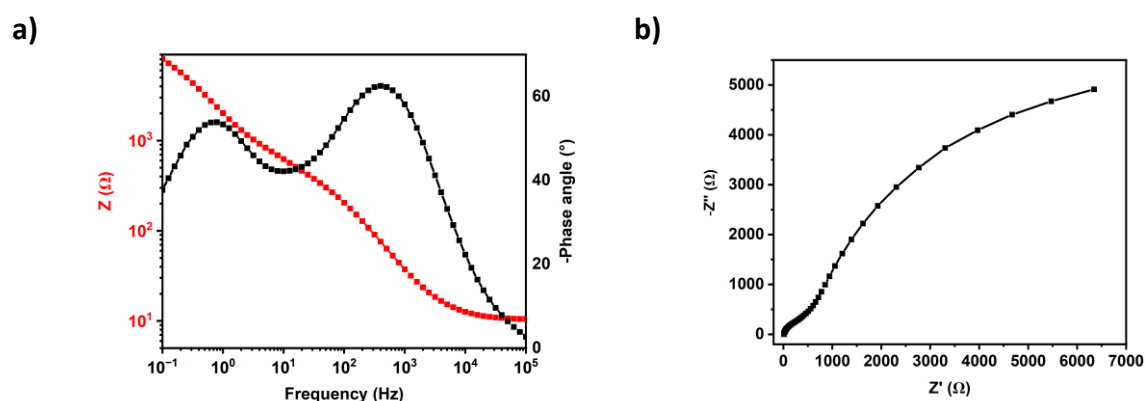 a)
Z (Ω)
10³
10²
10¹
60
40
20
0
-Phase angle (°)
10⁻¹ 10⁰ 10¹ 10² 10³ 10⁴ 10⁵
Frequency (Hz)
b)
-Z'' (Ω)
5000
4000
3000
2000
1000
0
0 1000 2000 3000 4000 5000 6000 7000
Z' (Ω)